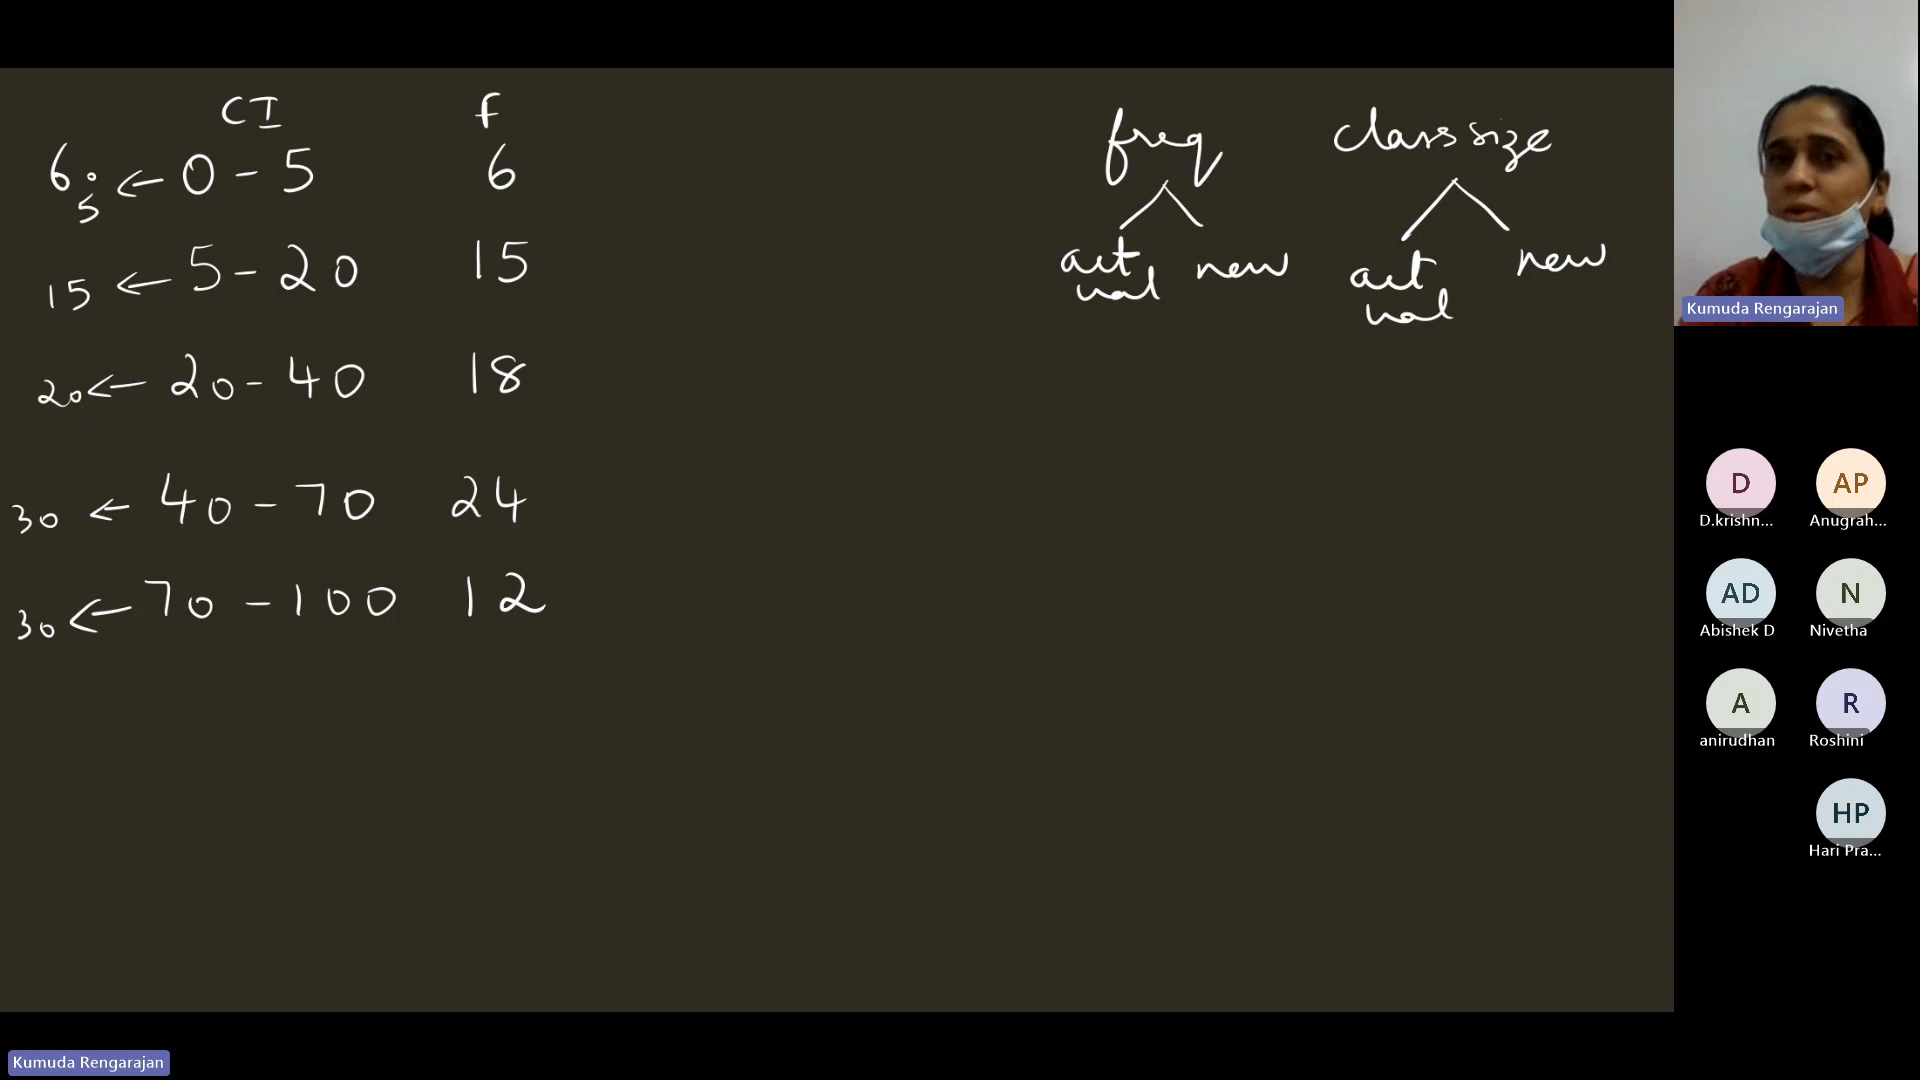 CI f
6. 5 ← 0 - 5 6
15 ← 5 - 20 15
20 ← 20 - 40 18
30 ← 40 - 70 24
30 ← 70 - 100 12
freq class size
actual new actual new
Kumuda Rengarajan
D AP
D.krishn... Anugrah...
AD N
Abishek D Nivetha
A R
anirudhan Roshini
HP
Hari Pra...
Kumuda Rengarajan